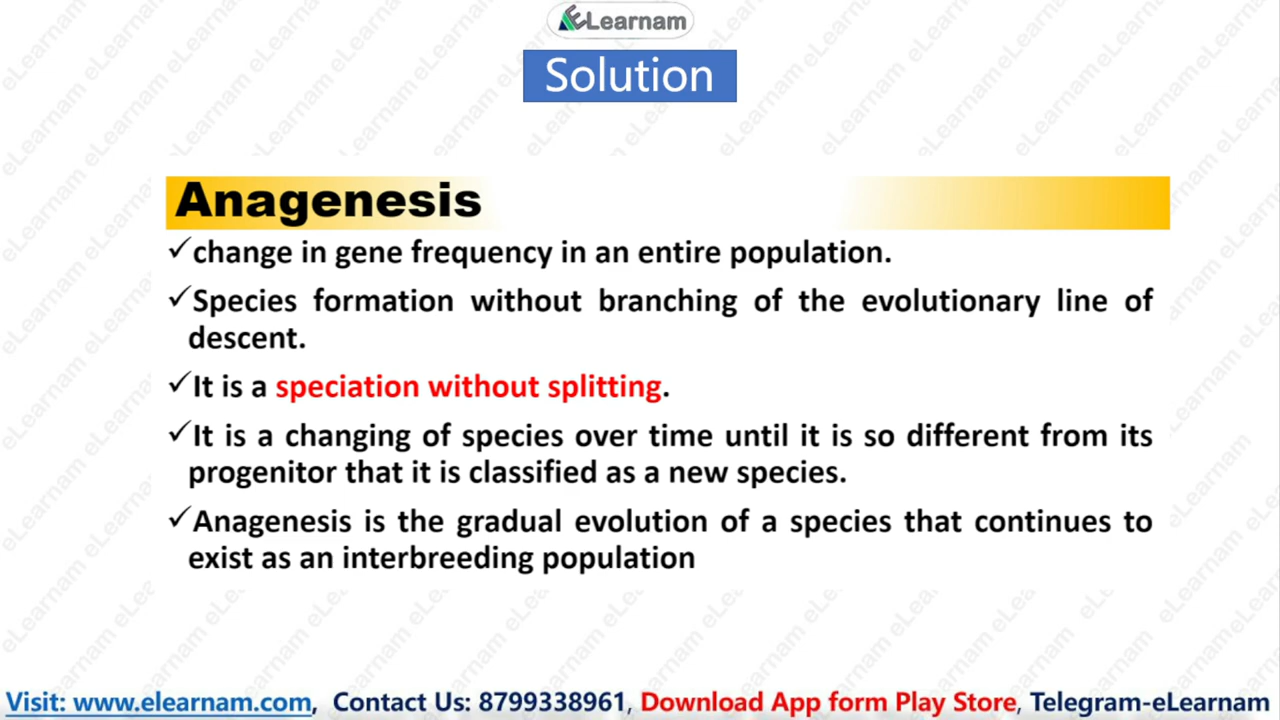 eLearnam
Solution
Anagenesis
✓change in gene frequency in an entire population.
✓Species formation without branching of the evolutionary line of
descent.
✓It is a speciation without splitting.
✓It is a changing of species over time until it is so different from its
progenitor that it is classified as a new species.
✓Anagenesis is the gradual evolution of a species that continues to
exist as an interbreeding population
Visit: www.elearnam.com, Contact Us: 8799338961, Download App form Play Store, Telegram-eLearnam